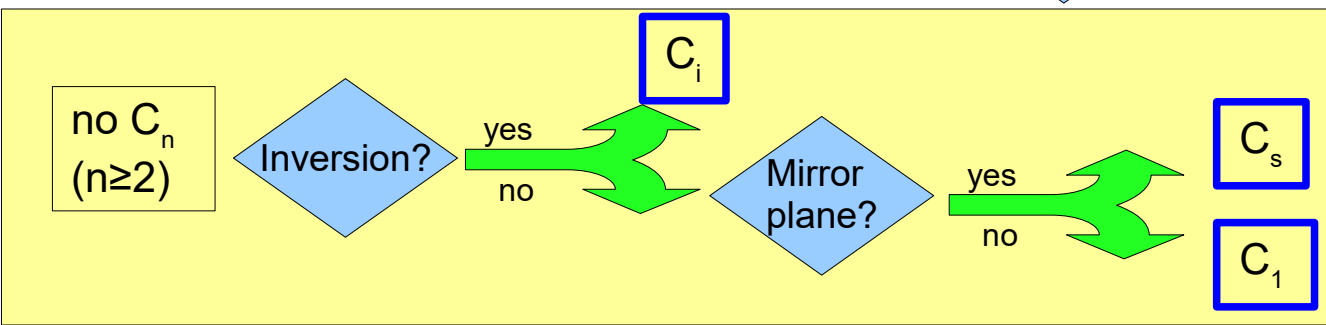 no Cₙ
(n≥2)
Inversion?
yes
no
Cᵢ
Mirror
plane?
yes
no
Cₛ
C₁